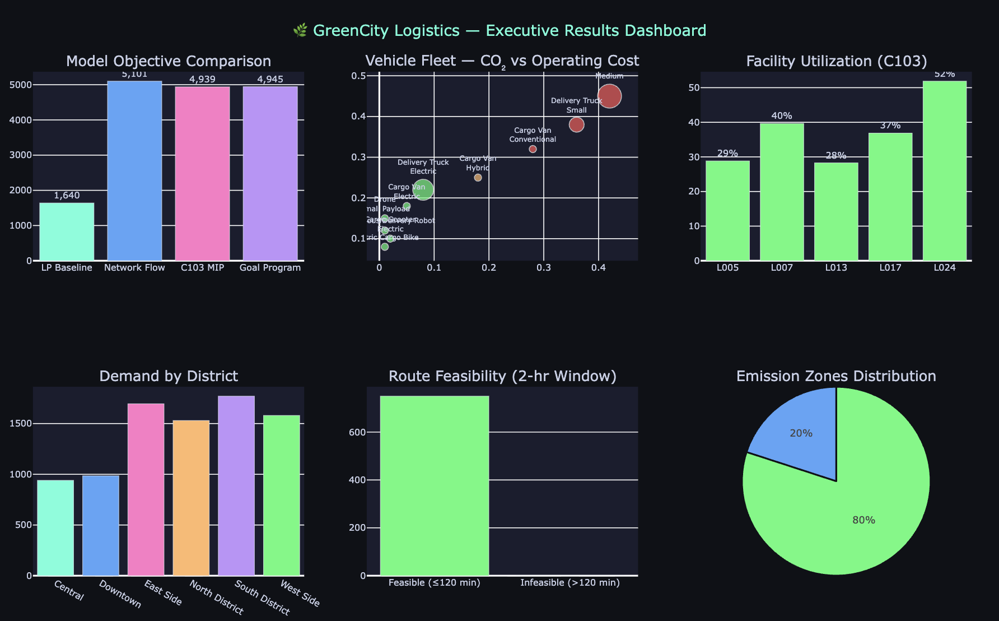 🌿 GreenCity Logistics — Executive Results Dashboard
Model Objective Comparison
5,101
4,939
4,945
1,640
5000
4000
3000
2000
1000
0
LP Baseline
Network Flow
C103 MIP
Goal Program
Vehicle Fleet — CO₂ vs Operating Cost
0.5
0.4
0.3
0.2
0.1
Medium
Delivery Truck
Small
Cargo Van
Conventional
Cargo Van
Hybrid
Delivery Truck
Electric
Cargo Van
Electric
Drone
Payload
Cargo Scooter
Electric
Delivery Robot
Cargo Bike
0
0.1
0.2
0.3
0.4
Facility Utilization (C103)
50
40
30
20
10
0
29%
40%
28%
37%
52%
L005
L007
L013
L017
L024
Demand by District
1500
1000
500
0
Central
Downtown
East Side
North District
South District
West Side
Route Feasibility (2-hr Window)
600
400
200
0
Feasible (≤120 min)
Infeasible (>120 min)
Emission Zones Distribution
20%
80%